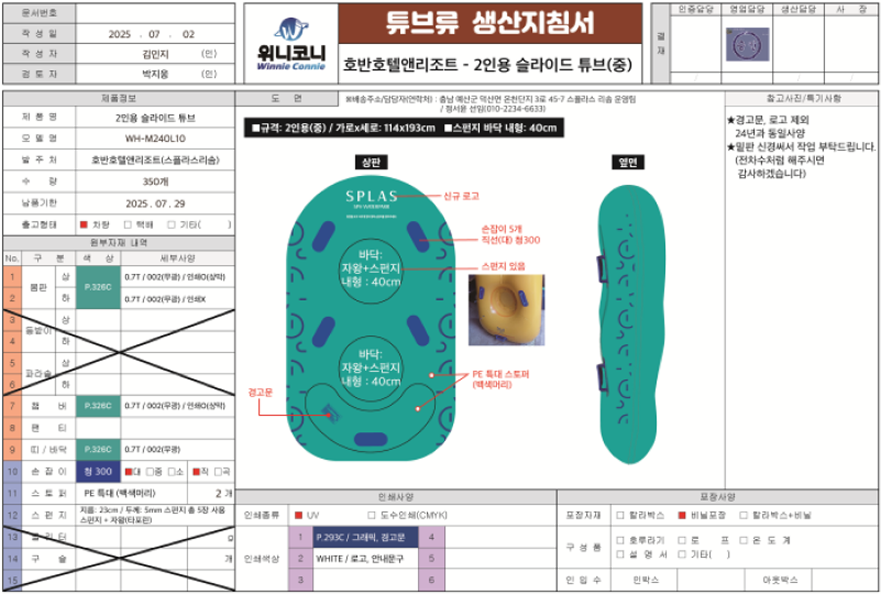 문서번호
작 성 일 2025 . 07 . 02
작 성 자 김민지 (인)
검 토 자 박지웅 (인)
위니코니
Winnie Connie
튜브류 생산지침서
호반호텔앤리조트 - 2인용 슬라이드 튜브(중)
결재
인증담당 영업담당 생산담당 사 장
제품정보
제 품 명 2인용 슬라이드 튜브
모 델 명 WH-M240L10
발 주 처 호반호텔앤리조트(스플라스리솜)
수 량 350개
납품기한 2025 . 07 . 29
출고형태 ■ 차량 □ 택배 □ 기타( )
원부자재 내역
No. 구 분 색 상 세부사양
1 몸판 상 P.326C 0.7T / 002(무광) / 인쇄O(상학)
2 하 0.7T / 002(무광) / 인쇄X
3 등받이 상
4 하
5 파라솔 상
6 하
7 챔 버 P.326C 0.7T / 002(무광) / 인쇄O(상학)
8 팬 티
9 띠 / 바닥 P.326C 0.7T / 002(무광)
10 손 잡 이 청 300 ■대 □중 □소 ■직 □곡
11 스 토 퍼 PE 특대 (백색머리) 2 개
12 스 펀 지 지름: 23cm / 두께: 5mm 스펀지 총 5장 사용
스펀지 + 자왕(타포린)
13 g
14 구 슬 개
15
도 면
※배송주소/담당자(연락처) : 충남 예산군 덕산면 온천단지 3로 45-7 스플라스 리솜 운영팀
/ 정서윤 선임(010-2234-6633)
■규격: 2인용(중) / 가로x세로: 114x193cm ■스펀지 바닥 내형: 40cm
상판
옆면
SPLAS
신규 로고
손잡이 5개
직선(대) 청300
바닥:
자왕+스펀지
내형 : 40cm
스펀지 있음
바닥:
자왕+스펀지
내형 : 40cm
PE 특대 스토퍼
(백색머리)
경고문
참고사진/특기사항
★경고문, 로고 제외
24년과 동일사양
★밑판 신경써서 작업 부탁드립니다.
(전차수처럼 해주시면
감사하겠습니다)
인쇄사양
인쇄종류 ■ UV □ 도수인쇄(CMYK)
인쇄색상
1 P.293C / 그래픽, 경고문 4
2 WHITE / 로고, 안내문구 5
3 6
포장사양
포장자재 □ 칼라박스 ■ 비닐포장 □ 칼라박스+비닐
구 성 품 □ 호루라기 □ 로 프 □ 온 도 계
□ 설 명 서 □ 기타( )
인 입 수 인박스 아웃박스